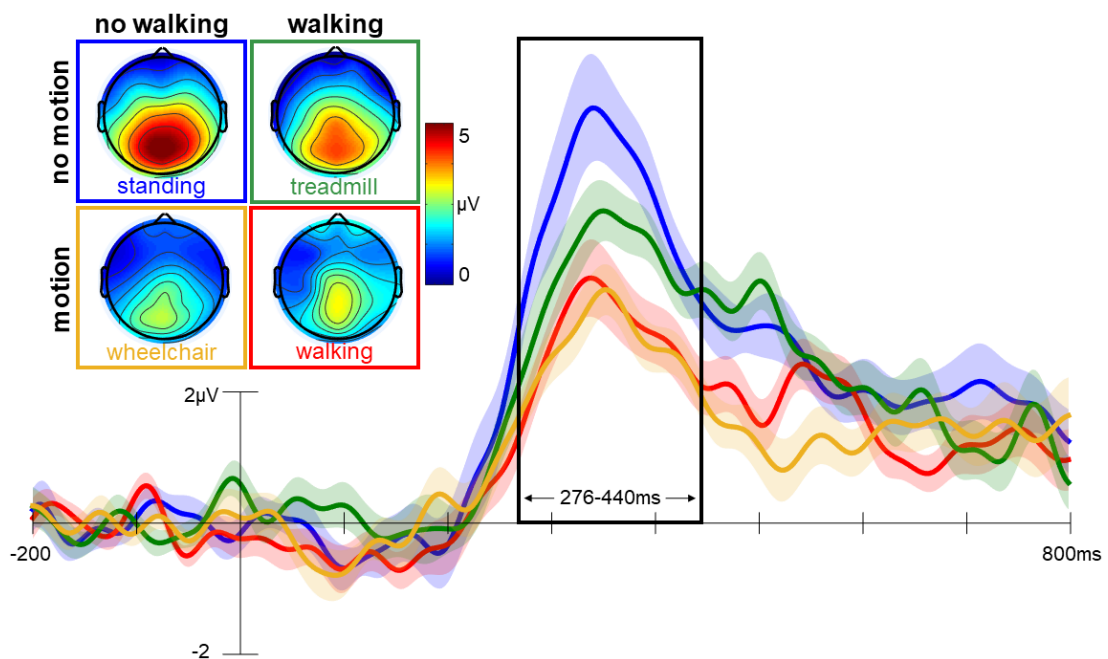 no walking walking
no motion
standing
treadmill
5
µV
0
motion
wheelchair
walking
2µV
276-440ms
-200
800ms
-2